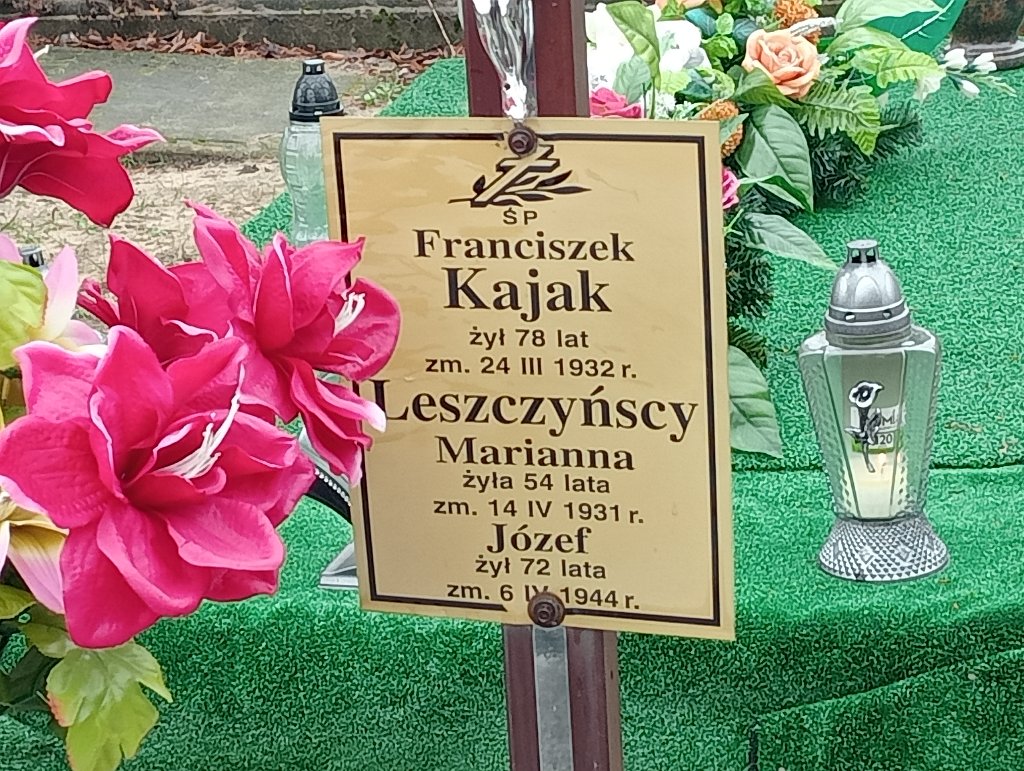 ŚP
Franciszek
Kajak
żył 78 lat
zm. 24 III 1932 r.
Leszczyńscy
Marianna
żyła 54 lata
zm. 14 IV 1931 r.
Józef
żył 72 lata
zm. 6 IV 1944 r.